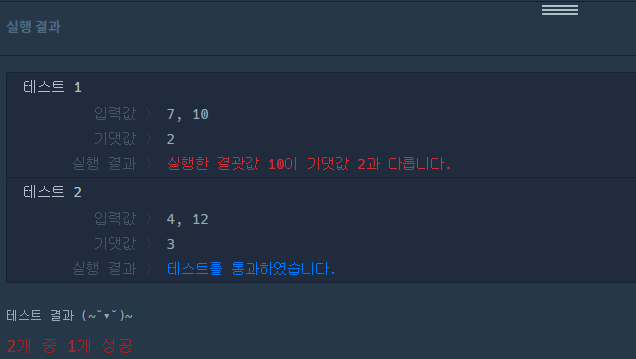 실행 결과
테스트 1
입력값 〉 7, 10
기댓값 〉 2
실행 결과 〉 실행한 결괏값 10이 기댓값 2과 다릅니다.
테스트 2
입력값 〉 4, 12
기댓값 〉 3
실행 결과 〉 테스트를 통과하였습니다.
테스트 결과 (~˘▾˘)~
2개 중 1개 성공